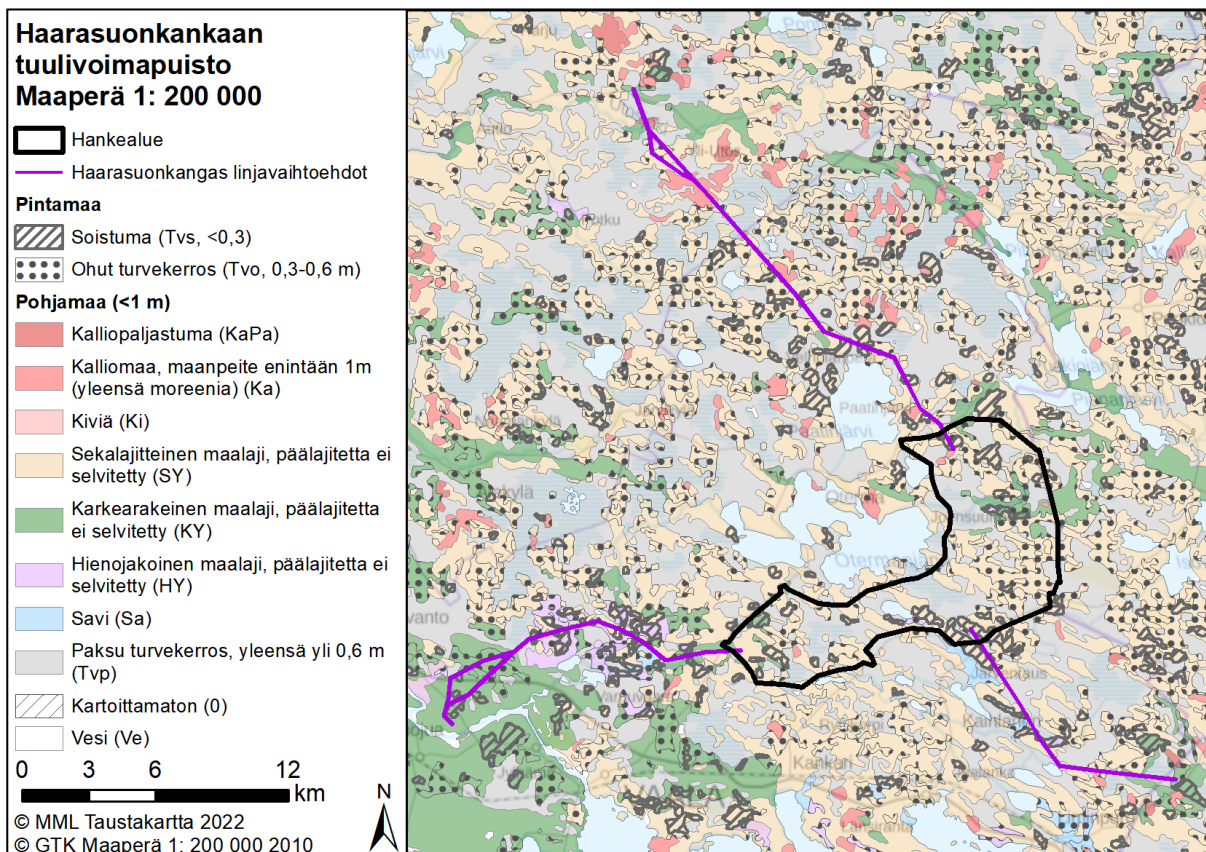 Haarasuonkankaan
tuulivoimapuisto
Maaperä 1: 200 000
Hankealue
Haarasuonkangas linjavaihtoehdot
Pintamaa
Soistuma (Tvs, <0,3)
Ohut turvekerros (Tvo, 0,3-0,6 m)
Pohjamaa (<1 m)
Kalliopaljastuma (KaPa)
Kalliomaa, maanpeite enintään 1m
(yleensä moreenia) (Ka)
Kiviä (Ki)
Sekalajitteinen maalaji, päälajitetta ei
selvitetty (SY)
Karkearakeinen maalaji, päälajitetta
ei selvitetty (KY)
Hienojakoinen maalaji, päälajitetta ei
selvitetty (HY)
Savi (Sa)
Paksu turvekerros, yleensä yli 0,6 m
(Tvp)
Kartoittamaton (0)
Vesi (Ve)
0 3 6 12
km
N
© MML Taustakartta 2022
© GTK Maaperä 1: 200 000 2010
Paatinjärvi
Kankari